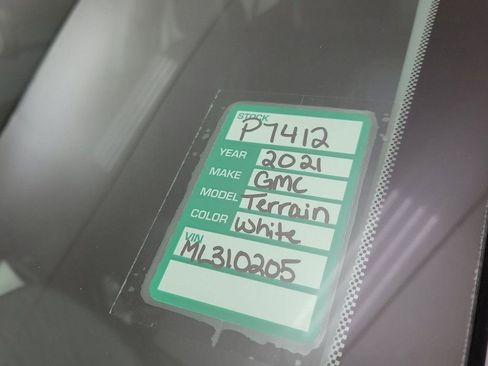 STOCK
P7412
YEAR 2021
MAKE GMC
MODEL Terrain
COLOR White
VIN
ML310205